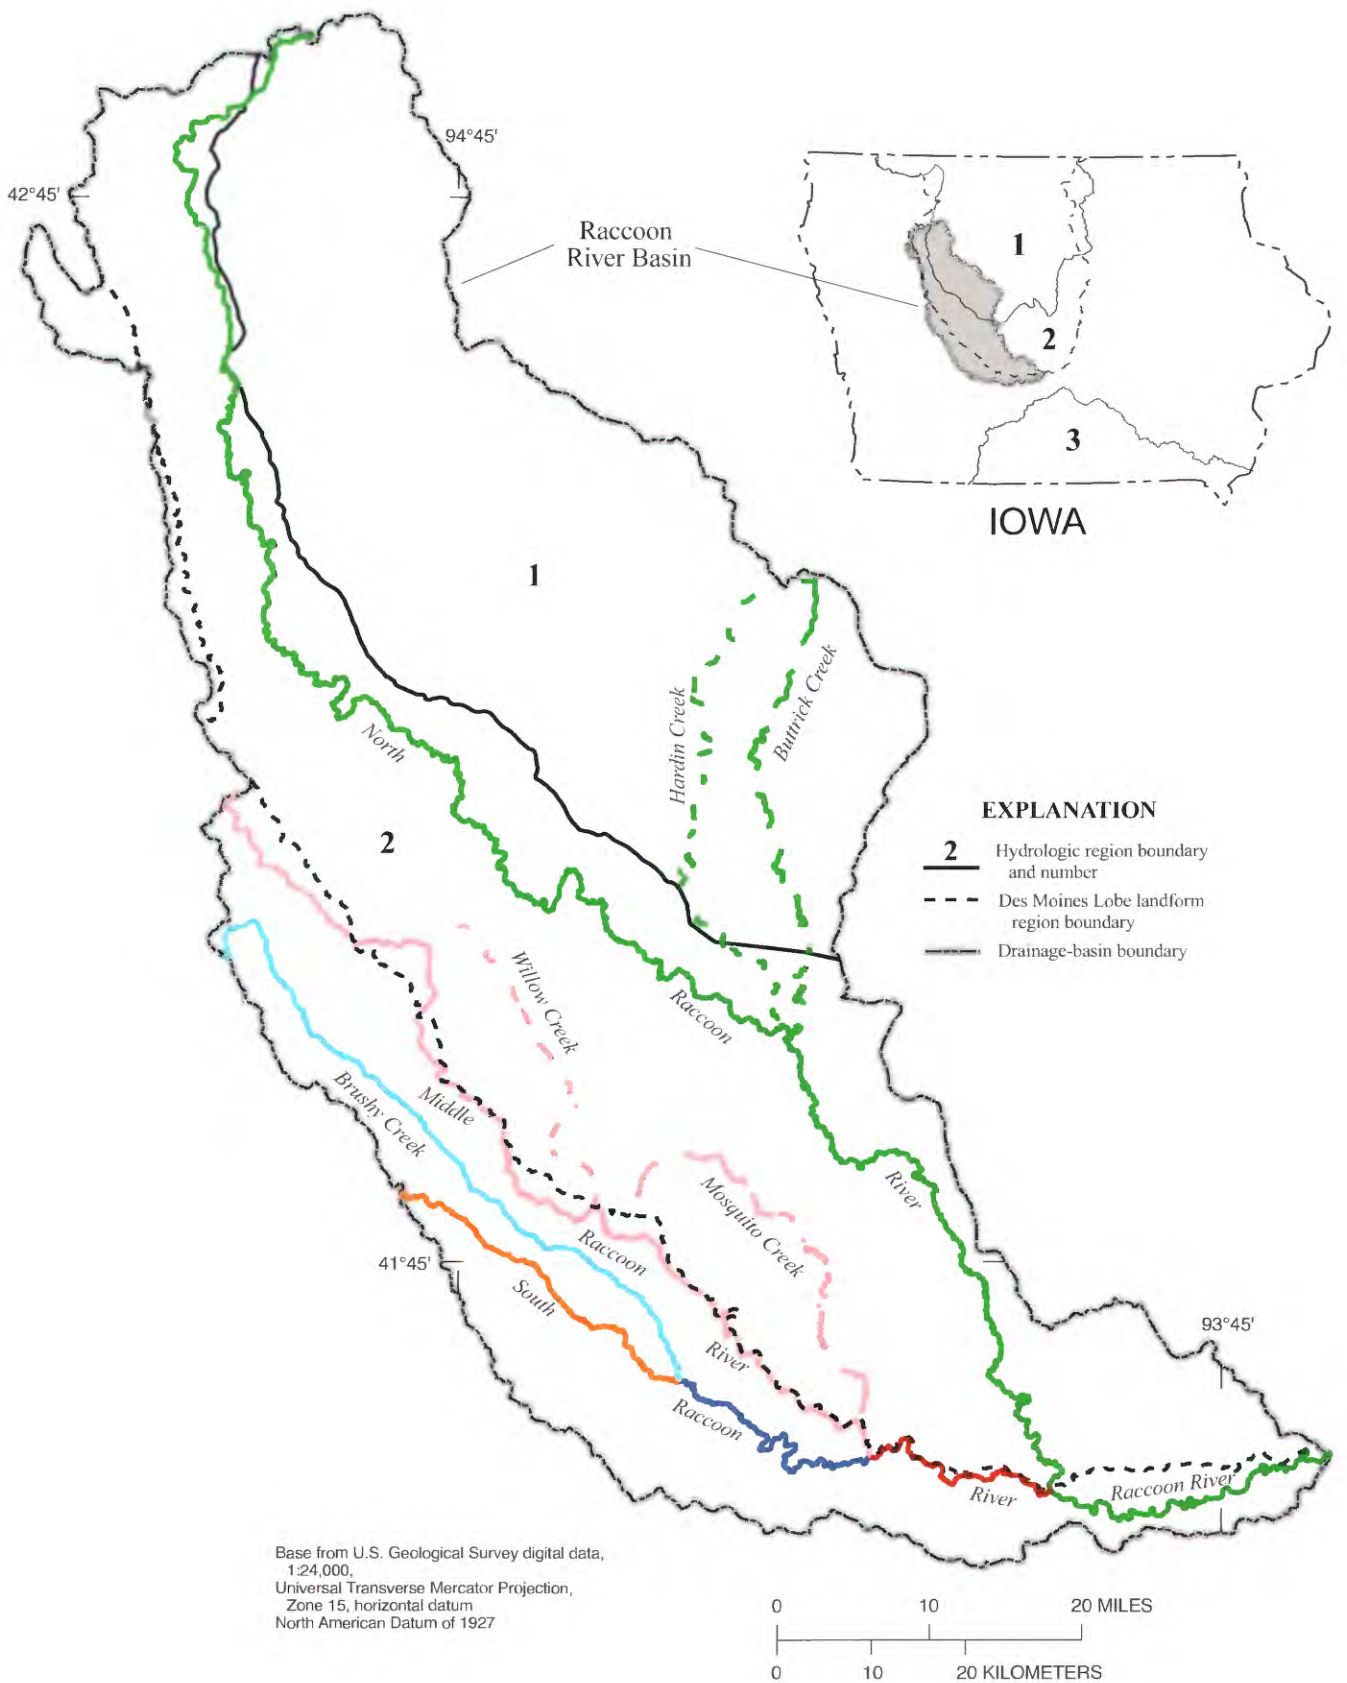 94°45'
42°45'
Raccoon
River Basin
1
2
3
IOWA
1
Hardin Creek
Buttrick Creek
North
2
EXPLANATION
2
Hydrologic region boundary
and number
Des Moines Lobe landform
region boundary
Drainage-basin boundary
Willow Creek
Raccoon
Brushy Creek
Middle
River
Mosquito Creek
Raccoon
41°45'
South
River
93°45'
Raccoon
River
Raccoon River
Base from U.S. Geological Survey digital data,
1:24,000,
Universal Transverse Mercator Projection,
Zone 15, horizontal datum
North American Datum of 1927
0 10 20 MILES
0 10 20 KILOMETERS